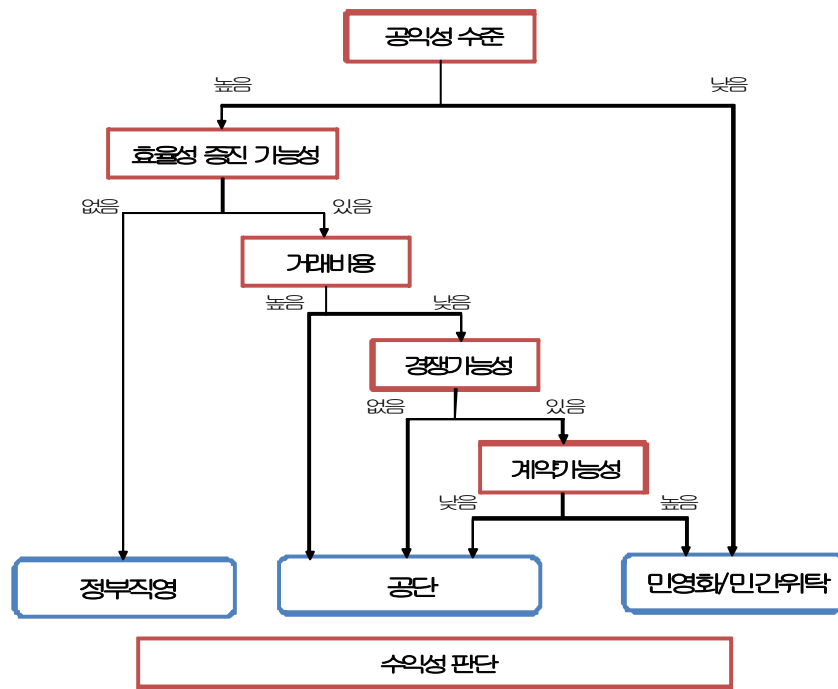 공익성 수준
높음
낮음
효율성 증진 가능성
없음
있음
거래비용
높음
낮음
경쟁가능성
없음
있음
계약가능성
낮음
높음
정부직영
공단
민영화/민간위탁
수익성 판단